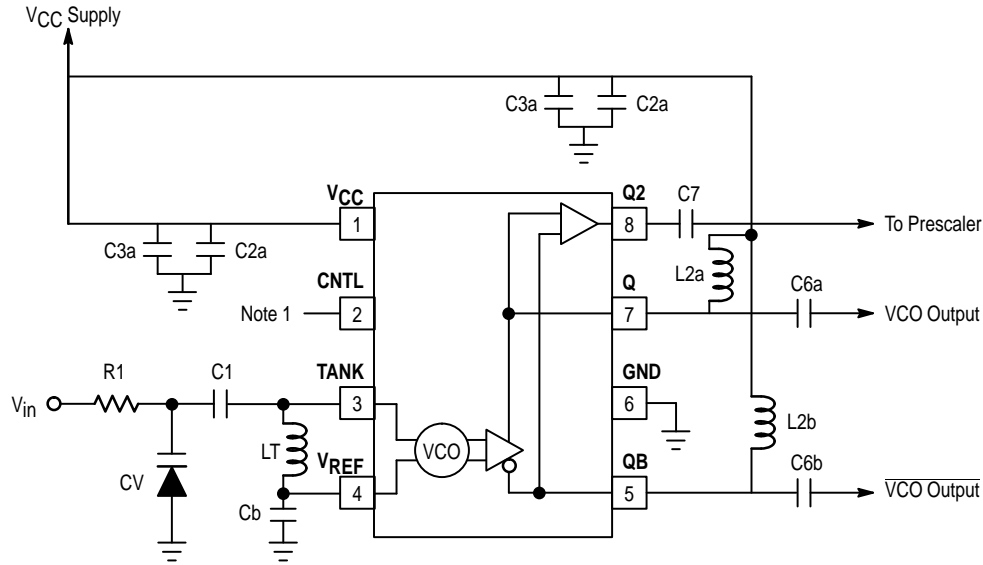 VCC Supply
C3a
C2a
VCC
1
Q2
8
C7
To Prescaler
C3a
C2a
L2a
CNTL
Note 1
2
Q
7
C6a
VCO Output
R1
C1
TANK
3
GND
6
Vin
LT
VCO
L2b
VREF
4
QB
5
C6b
VCO Output
CV
Cb